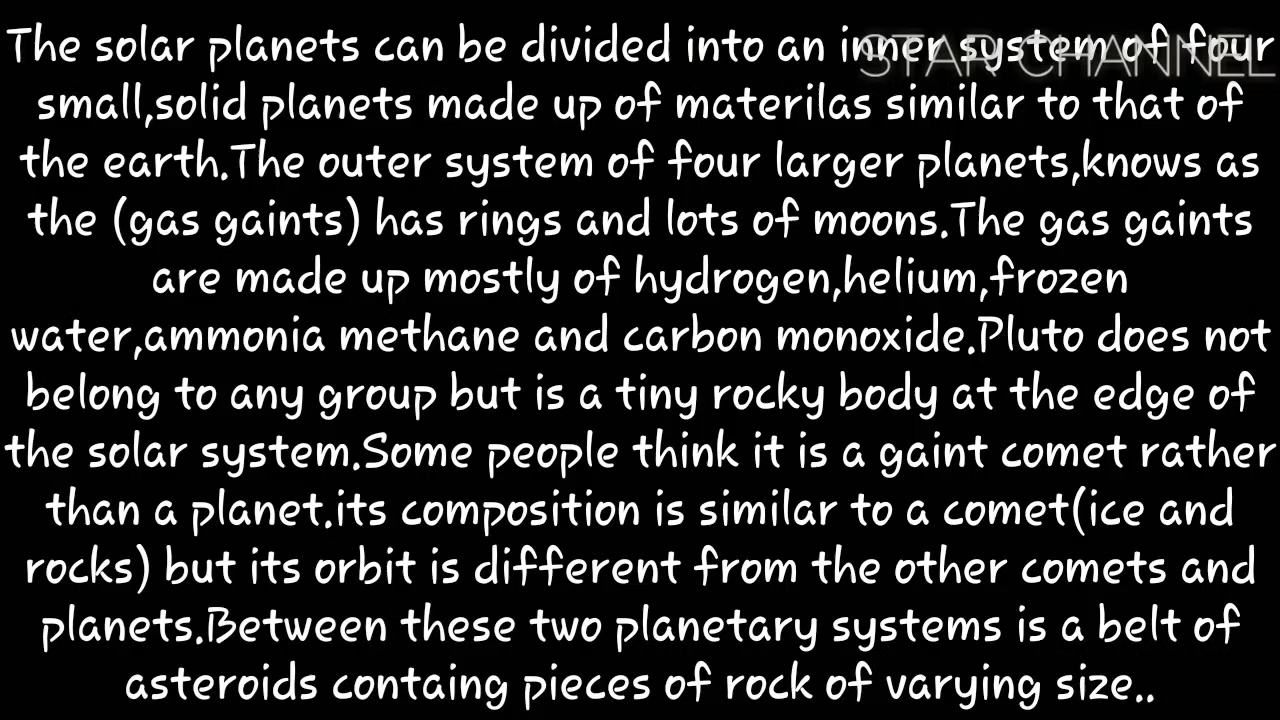 The solar planets can be divided into an inner system of four
STAR CHANNEL
small,solid planets made up of materilas similar to that of
the earth.The outer system of four larger planets,knows as
the (gas gaints) has rings and lots of moons.The gas gaints
are made up mostly of hydrogen,helium,frozen
water,ammonia methane and carbon monoxide.Pluto does not
belong to any group but is a tiny rocky body at the edge of
the solar system.Some people think it is a gaint comet rather
than a planet.its composition is similar to a comet(ice and
rocks) but its orbit is different from the other comets and
planets.Between these two planetary systems is a belt of
asteroids containg pieces of rock of varying size..